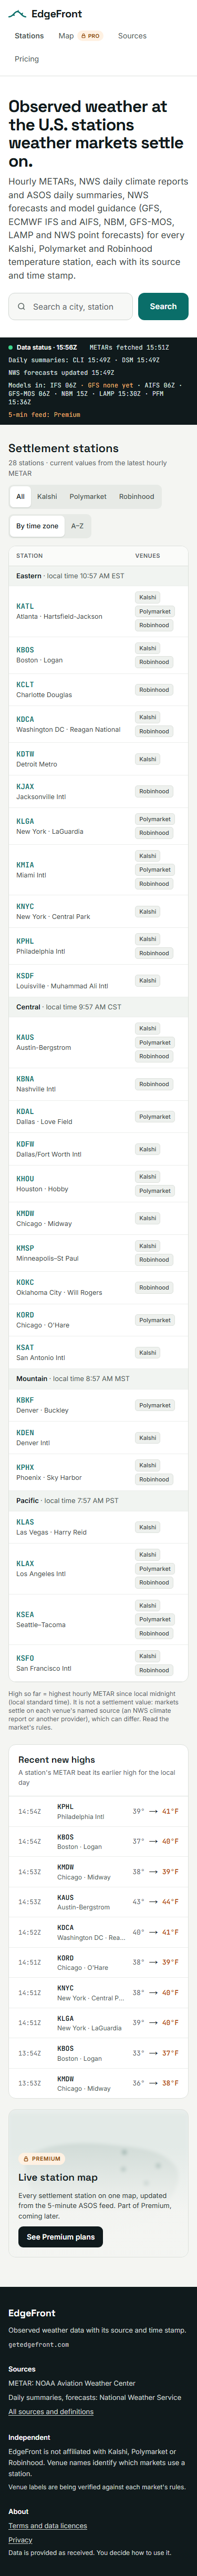 EdgeFront
Stations
Map
PRO
Sources
Pricing
Observed weather at
the U.S. stations
weather markets settle
on.
Hourly METARs, NWS daily climate reports
and ASOS daily summaries, NWS
forecasts and model guidance (GFS,
ECMWF IFS and AIFS, NBM, GFS-MOS,
LAMP and NWS point forecasts) for every
Kalshi, Polymarket and Robinhood
temperature station, each with its source
and time stamp.
Search a city, station
Search
Data status · 15:56Z METARs fetched 15:51Z
Daily summaries: CLI 15:49Z · DSM 15:49Z
NWS forecasts updated 15:49Z
Models in: IFS 06Z · GFS none yet · AIFS 06Z ·
GFS-MOS 06Z · NBM 15Z · LAMP 15:30Z · PFM
15:36Z
5-min feed: Premium
Settlement stations
28 stations · current values from the latest hourly
METAR
All
Kalshi
Polymarket
Robinhood
By time zone
A–Z
STATION
VENUES
Eastern · local time 10:57 AM EST
KATL
Atlanta · Hartsfield-Jackson
Kalshi
Polymarket
Robinhood
KBOS
Boston · Logan
Kalshi
Robinhood
KCLT
Charlotte Douglas
Robinhood
KDCA
Washington DC · Reagan National
Kalshi
Robinhood
KDTW
Detroit Metro
Kalshi
KJAX
Jacksonville Intl
Robinhood
KLGA
New York · LaGuardia
Polymarket
Robinhood
KMIA
Miami Intl
Kalshi
Polymarket
Robinhood
KNYC
New York · Central Park
Kalshi
KPHL
Philadelphia Intl
Kalshi
Robinhood
KSDF
Louisville · Muhammad Ali Intl
Kalshi
Central · local time 9:57 AM CST
KAUS
Austin-Bergstrom
Kalshi
Polymarket
Robinhood
KBNA
Nashville Intl
Robinhood
KDAL
Dallas · Love Field
Polymarket
KDFW
Dallas/Fort Worth Intl
Kalshi
KHOU
Houston · Hobby
Kalshi
Polymarket
KMDW
Chicago · Midway
Kalshi
KMSP
Minneapolis–St Paul
Kalshi
Robinhood
KOKC
Oklahoma City · Will Rogers
Robinhood
KORD
Chicago · O'Hare
Polymarket
KSAT
San Antonio Intl
Kalshi
Mountain · local time 8:57 AM MST
KBKF
Denver · Buckley
Polymarket
KDEN
Denver Intl
Kalshi
KPHX
Phoenix · Sky Harbor
Kalshi
Robinhood
Pacific · local time 7:57 AM PST
KLAS
Las Vegas · Harry Reid
Kalshi
KLAX
Los Angeles Intl
Kalshi
Polymarket
Robinhood
KSEA
Seattle–Tacoma
Kalshi
Polymarket
Robinhood
KSFO
San Francisco Intl
Kalshi
Robinhood
High so far = highest hourly METAR since local midnight
(local standard time). It is not a settlement value: markets
settle on each venue's named source (an NWS climate
report or another provider), which can differ. Read the
market's rules.
Recent new highs
A station's METAR beat its earlier high for the local
day
14:54Z KPHL 39° → 41°F
Philadelphia Intl
14:54Z KBOS 37° → 40°F
Boston · Logan
14:53Z KMDW 38° → 39°F
Chicago · Midway
14:53Z KAUS 43° → 44°F
Austin-Bergstrom
14:52Z KDCA 40° → 41°F
Washington DC · Rea...
14:51Z KORD 38° → 39°F
Chicago · O'Hare
14:51Z KNYC 38° → 40°F
New York · Central P...
14:51Z KLGA 39° → 40°F
New York · LaGuardia
13:54Z KBOS 33° → 37°F
Boston · Logan
13:53Z KMDW 36° → 38°F
Chicago · Midway
PREMIUM
Live station map
Every settlement station on one map, updated
from the 5-minute ASOS feed. Part of Premium,
coming later.
See Premium plans
EdgeFront
Observed weather data with its source and time stamp.
getedgefront.com
Sources
METAR: NOAA Aviation Weather Center
Daily summaries, forecasts: National Weather Service
All sources and definitions
Independent
EdgeFront is not affiliated with Kalshi, Polymarket or
Robinhood. Venue names identify which markets use a
station.
Venue labels are being verified against each market's rules.
About
Terms and data licences
Privacy
Data is provided as received. You decide how to use it.